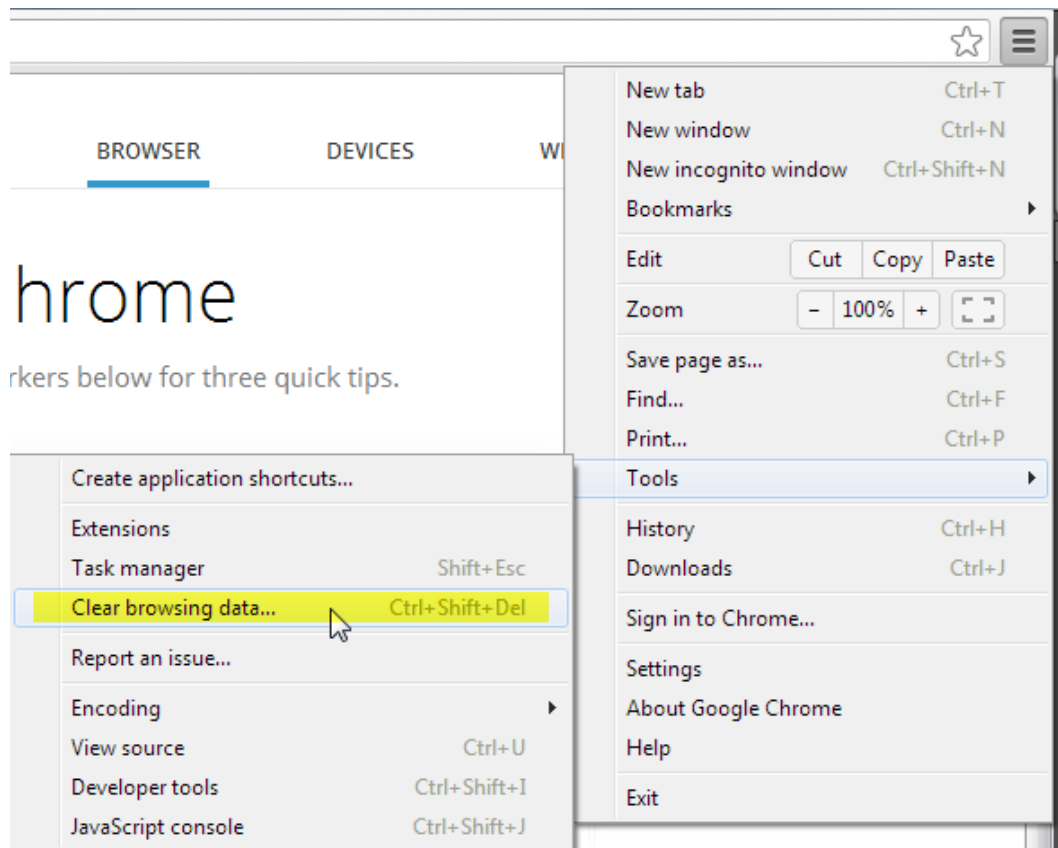 BROWSER DEVICES
hrome
rkers below for three quick tips.
New tab Ctrl+T
New window Ctrl+N
New incognito window Ctrl+Shift+N
Bookmarks
Edit Cut Copy Paste
Zoom - 100% +
Save page as... Ctrl+S
Find... Ctrl+F
Print... Ctrl+P
Tools
History Ctrl+H
Downloads Ctrl+J
Sign in to Chrome...
Settings
About Google Chrome
Help
Exit
Create application shortcuts...
Extensions
Task manager Shift+Esc
Clear browsing data... Ctrl+Shift+Del
Report an issue...
Encoding
View source Ctrl+U
Developer tools Ctrl+Shift+I
JavaScript console Ctrl+Shift+J